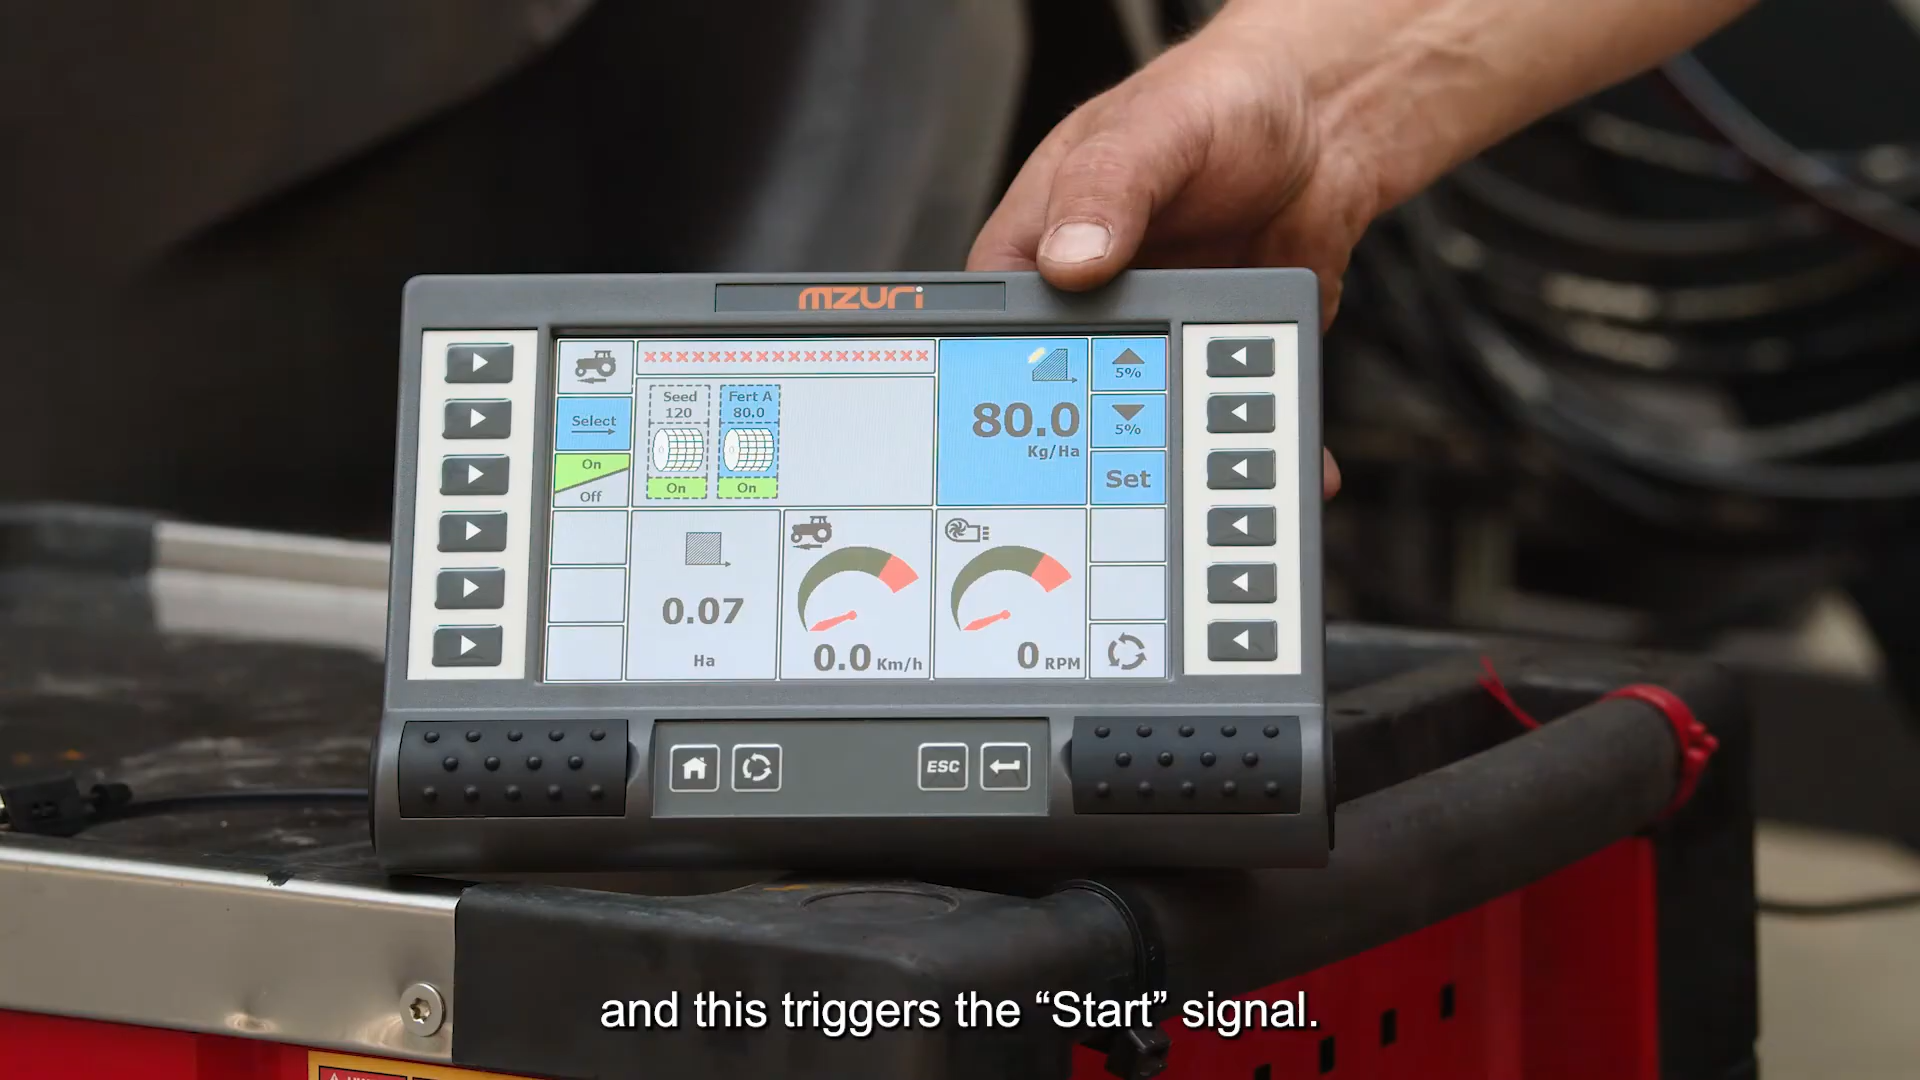 mzuri
Select
On
Off
Seed
120
On
Fert A
80.0
On
80.0
Kg/Ha
5%
5%
Set
0.07
Ha
0.0 Km/h
0 RPM
ESC
and this triggers the “Start” signal.